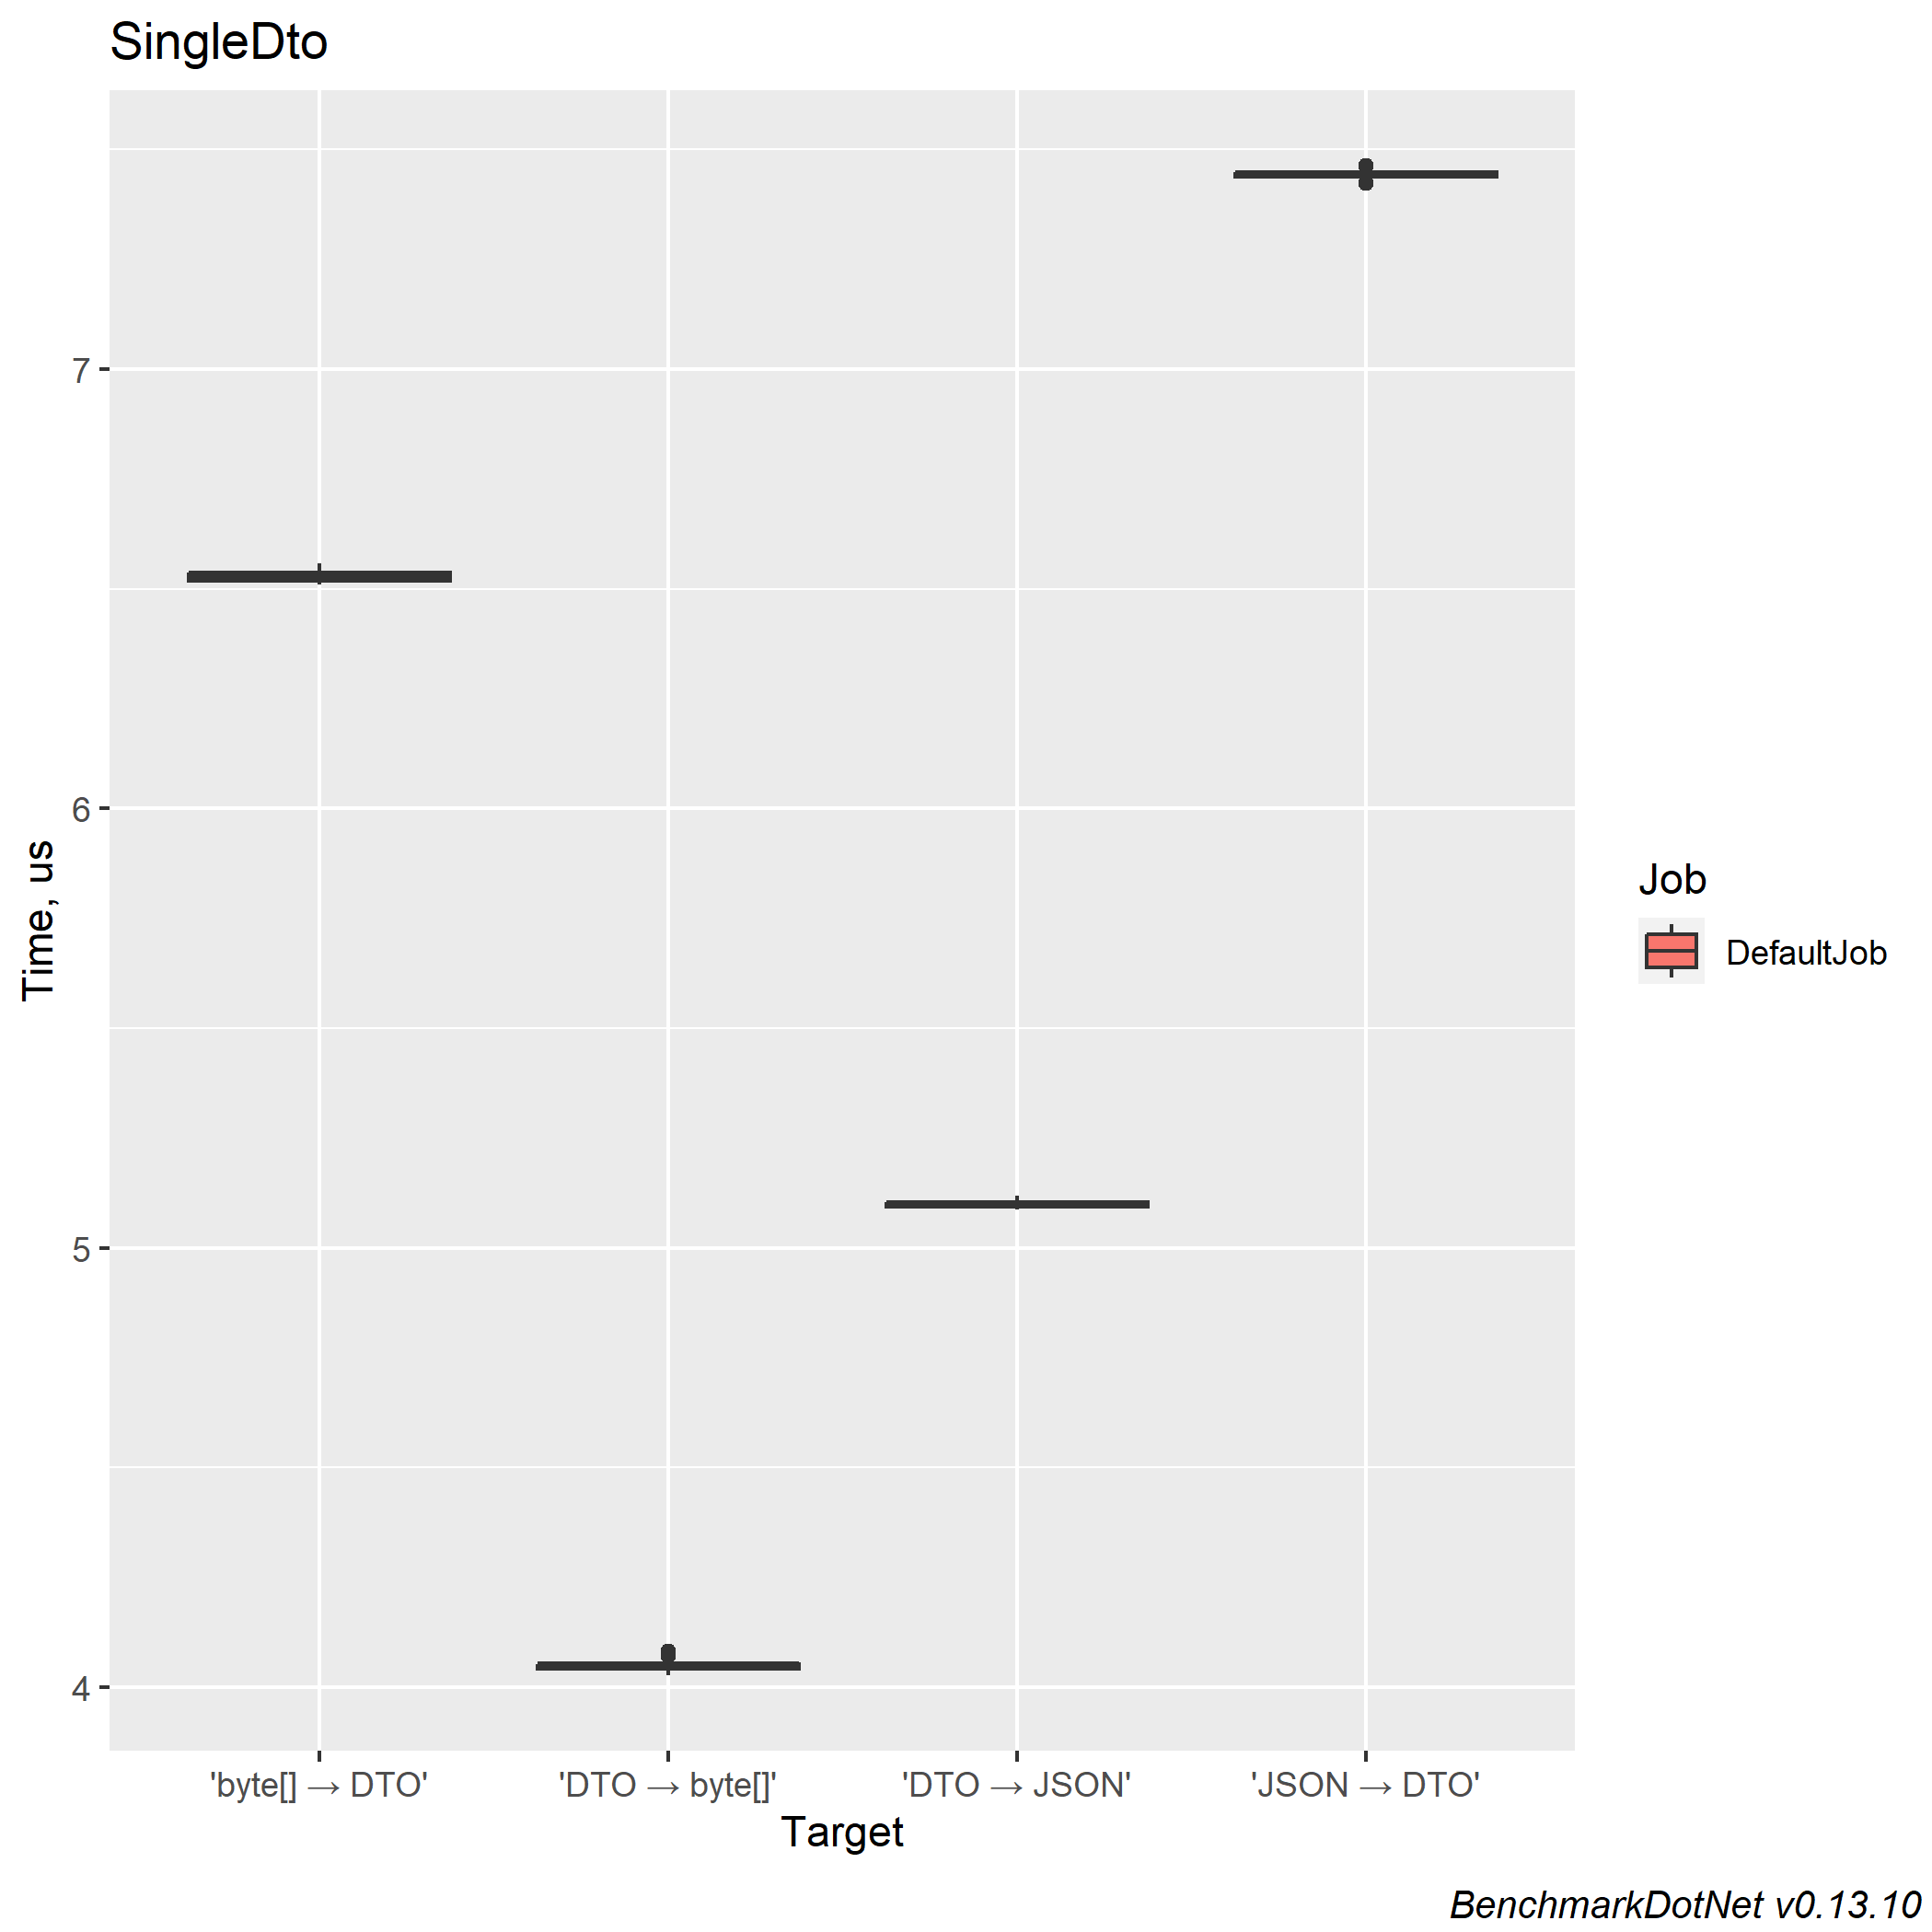 SingleDto
7
6
5
4
Time, us
'byte[] → DTO'
'DTO → byte[]'
'DTO → JSON'
'JSON → DTO'
Target
Job
DefaultJob
BenchmarkDotNet v0.13.10